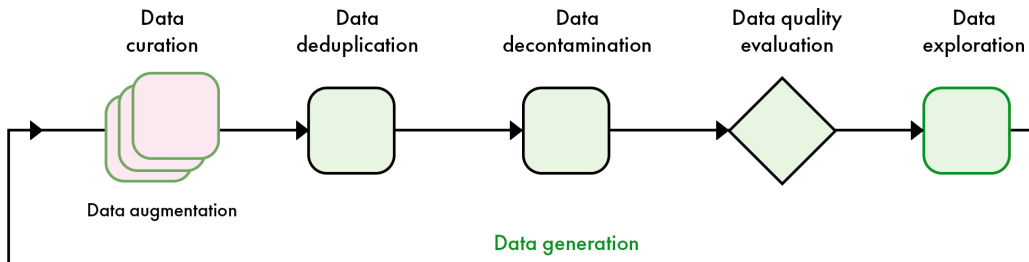 Data
curation
Data
deduplication
Data
decontamination
Data quality
evaluation
Data
exploration
Data augmentation
Data generation